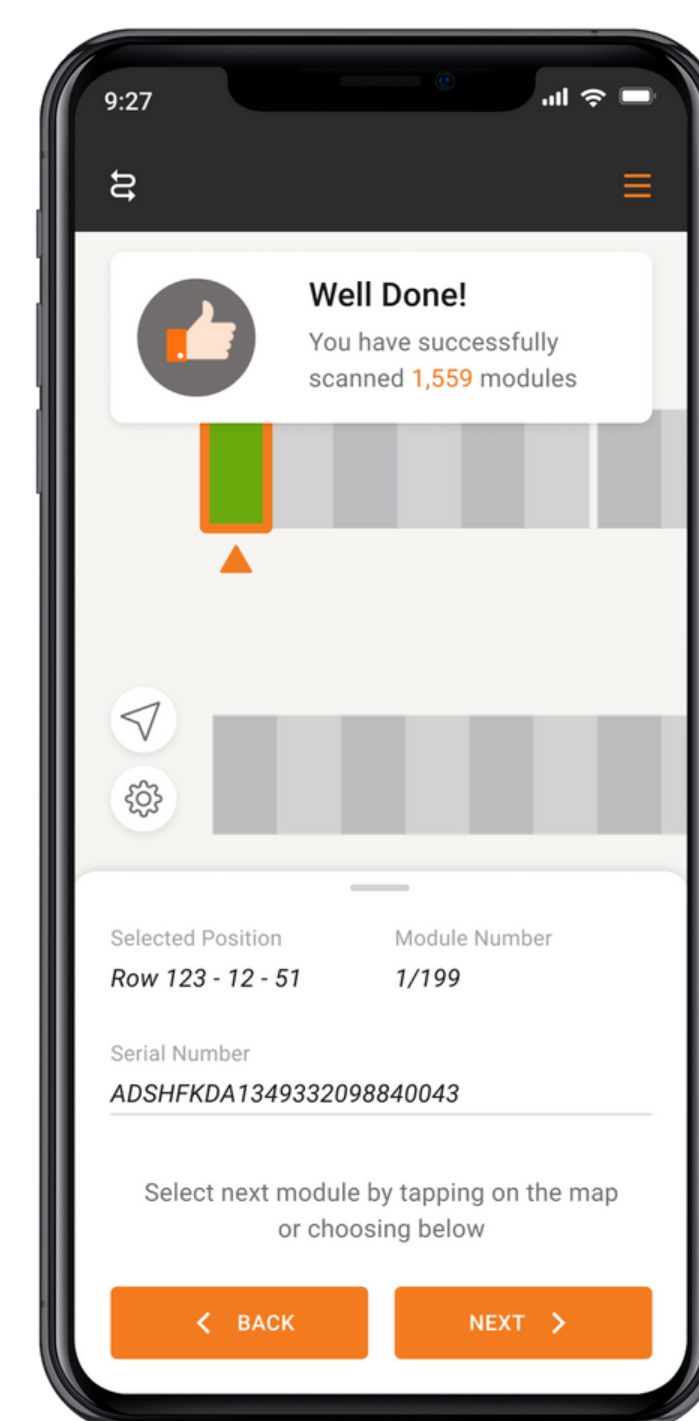 9:27
Well Done!
You have successfully
scanned 1,559 modules
Selected Position
Module Number
Row 123 - 12 - 51
1/199
Serial Number
ADSHFKDA1349332098840043
Select next module by tapping on the map
or choosing below
BACK
NEXT